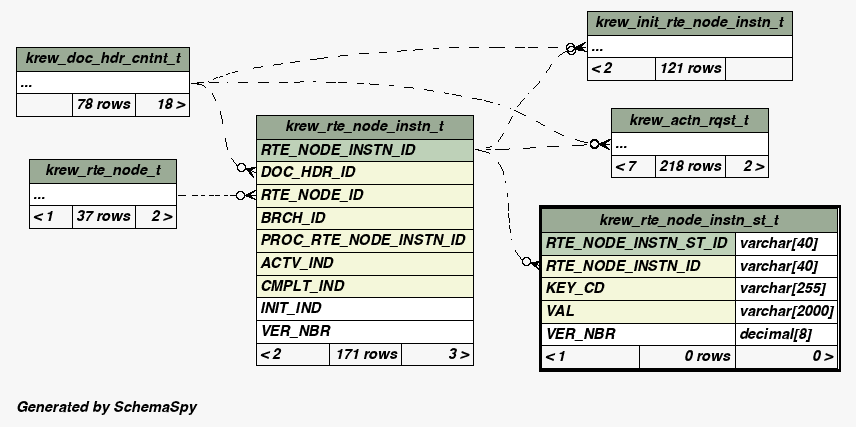 krew_doc_hdr_cntnt_t
...
78 rows 18 >
krew_rte_node_t
...
< 1 37 rows 2 >
krew_rte_node_instn_t
RTE_NODE_INSTN_ID
DOC_HDR_ID
RTE_NODE_ID
BRCH_ID
PROC_RTE_NODE_INSTN_ID
ACTV_IND
CMPLT_IND
INIT_IND
VER_NBR
< 2 171 rows 3 >
krew_init_rte_node_instn_t
...
< 2 121 rows
krew_actn_rqst_t
...
< 7 218 rows 2 >
krew_rte_node_instn_st_t
RTE_NODE_INSTN_ST_ID varchar[40]
RTE_NODE_INSTN_ID varchar[40]
KEY_CD varchar[255]
VAL varchar[2000]
VER_NBR decimal[8]
< 1 0 rows 0 >
Generated by SchemaSpy